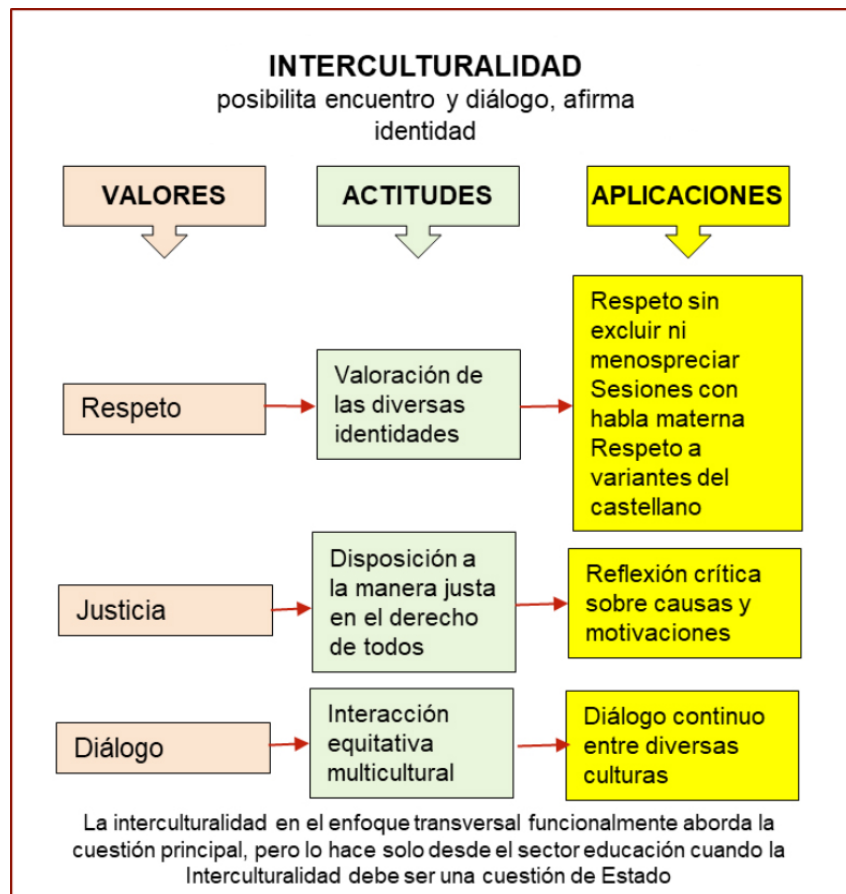 INTERCULTURALIDAD
posibilita encuentro y diálogo, afirma
identidad
VALORES
ACTITUDES
APLICACIONES
Respeto
Valoración de
las diversas
identidades
Respeto sin
excluir ni
menospreciar
Sesiones con
habla materna
Respeto a
variantes del
castellano
Justicia
Disposición a
la manera justa
en el derecho
de todos
Reflexión crítica
sobre causas y
motivaciones
Diálogo
Interacción
equitativa
multicultural
Diálogo continuo
entre diversas
culturas
La interculturalidad en el enfoque transversal funcionalmente aborda la
cuestión principal, pero lo hace solo desde el sector educación cuando la
Interculturalidad debe ser una cuestión de Estado